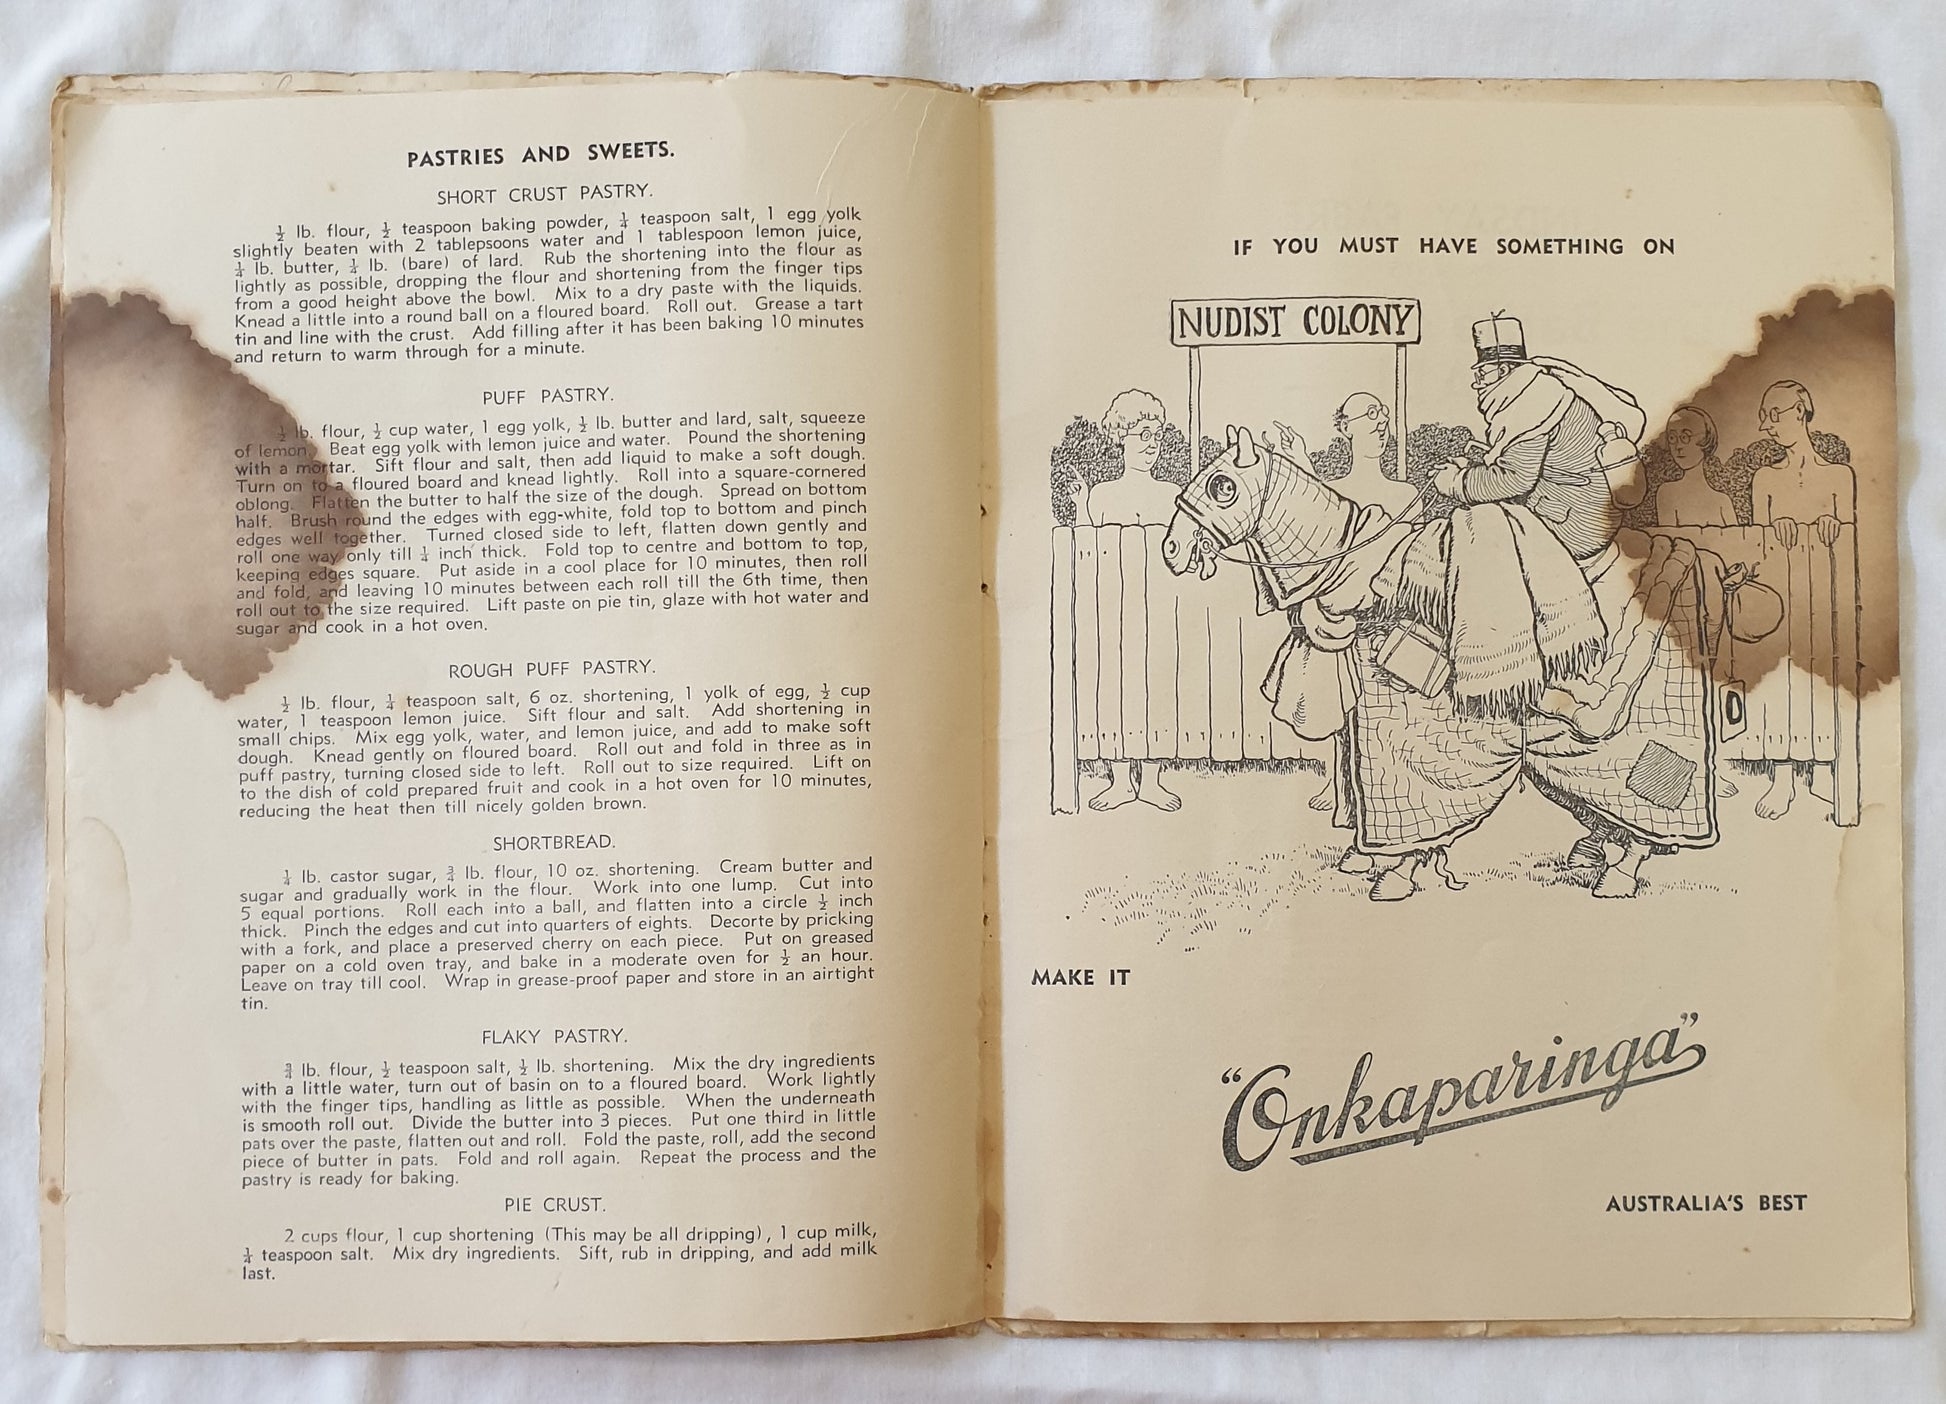 PASTRIES AND SWEETS.
SHORT CRUST PASTRY.
½ lb. flour, ½ teaspoon baking powder, ¼ teaspoon salt, 1 egg yolk
slightly beaten with 2 tablepsoons water and 1 tablespoon lemon juice,
¼ lb. butter, ¼ lb. (bare) of lard. Rub the shortening into the flour as
lightly as possible, dropping the flour and shortening from the finger tips
from a good height above the bowl. Mix to a dry paste with the liquids.
Knead a little into a round ball on a floured board. Roll out. Grease a tart
tin and line with the crust. Add filling after it has been baking 10 minutes
and return to warm through for a minute.
PUFF PASTRY.
½ lb. flour, ½ cup water, 1 egg yolk, ½ lb. butter and lard, salt, squeeze
of lemon. Beat egg yolk with lemon juice and water. Pound the shortening
with a mortar. Sift flour and salt, then add liquid to make a soft dough.
Turn on to a floured board and knead lightly. Roll into a square-cornered
oblong. Flatten the butter to half the size of the dough. Spread on bottom
half. Brush round the edges with egg-white, fold top to bottom and pinch
edges well together. Turned closed side to left, flatten down gently and
roll one way only till ¼ inch thick. Fold top to centre and bottom to top,
keeping edges square. Put aside in a cool place for 10 minutes, then roll
and fold, and leaving 10 minutes between each roll till the 6th time, then
roll out to the size required. Lift paste on pie tin, glaze with hot water and
sugar and cook in a hot oven.
ROUGH PUFF PASTRY.
½ lb. flour, ¼ teaspoon salt, 6 oz. shortening, 1 yolk of egg, ½ cup
water, 1 teaspoon lemon juice. Sift flour and salt. Add shortening in
small chips. Mix egg yolk, water, and lemon juice, and add to make soft
dough. Knead gently on floured board. Roll out and fold in three as in
puff pastry, turning closed side to left. Roll out to size required. Lift on
to the dish of cold prepared fruit and cook in a hot oven for 10 minutes,
reducing the heat then till nicely golden brown.
SHORTBREAD.
¼ lb. castor sugar, ¾ lb. flour, 10 oz. shortening. Cream butter and
sugar and gradually work in the flour. Work into one lump. Cut into
5 equal portions. Roll each into a ball, and flatten into a circle ½ inch
thick. Pinch the edges and cut into quarters of eights. Decorte by pricking
with a fork, and place a preserved cherry on each piece. Put on greased
paper on a cold oven tray, and bake in a moderate oven for ½ an hour.
Leave on tray till cool. Wrap in grease-proof paper and store in an airtight
tin.
FLAKY PASTRY.
¾ lb. flour, ½ teaspoon salt, ½ lb. shortening. Mix the dry ingredients
with a little water, turn out of basin on to a floured board. Work lightly
with the finger tips, handling as little as possible. When the underneath
is smooth roll out. Divide the butter into 3 pieces. Put one third in little
pats over the paste, flatten out and roll. Fold the paste, roll, add the second
piece of butter in pats. Fold and roll again. Repeat the process and the
pastry is ready for baking.
PIE CRUST.
2 cups flour, 1 cup shortening (This may be all dripping), 1 cup milk,
¼ teaspoon salt. Mix dry ingredients. Sift, rub in dripping, and add milk
last.
IF YOU MUST HAVE SOMETHING ON
NUDIST COLONY
D
MAKE IT
"Onkaparinga"
AUSTRALIA'S BEST